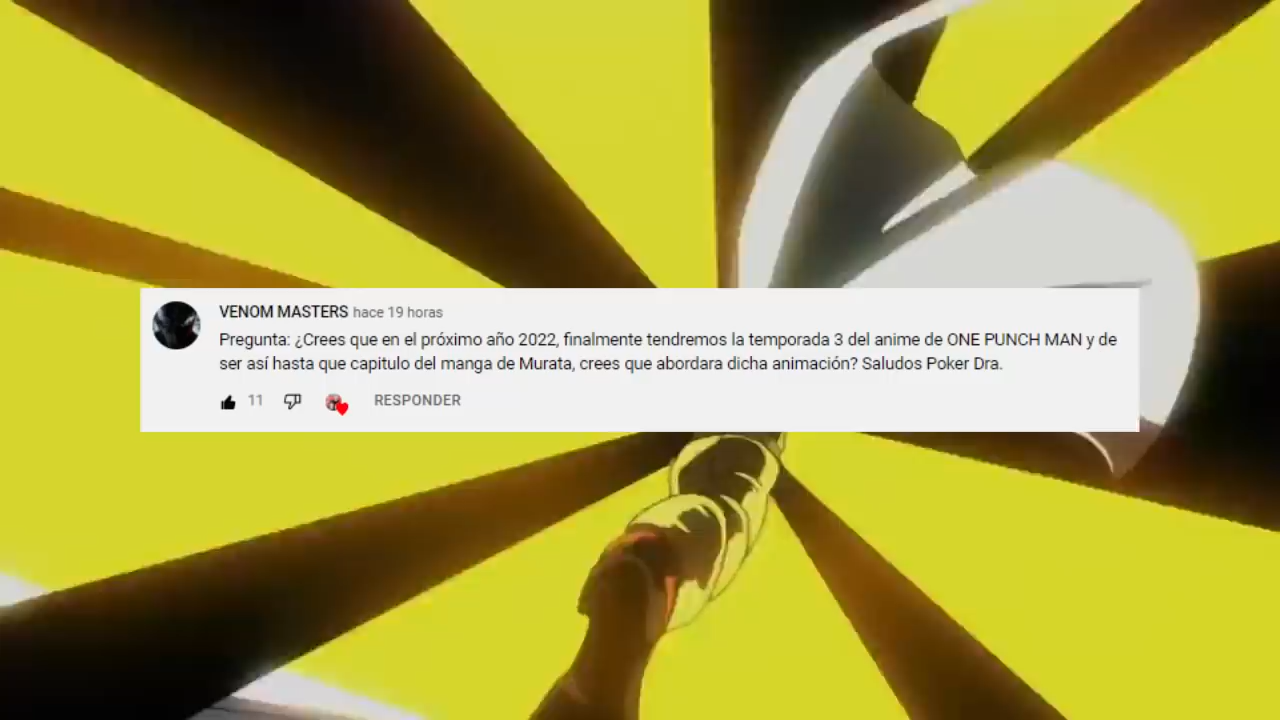 VENOM MASTERS hace 19 horas
Pregunta: ¿Crees que en el próximo año 2022, finalmente tendremos la temporada 3 del anime de ONE PUNCH MAN y de
ser así hasta que capitulo del manga de Murata, crees que abordara dicha animación? Saludos Poker Dra.
11 RESPONDER